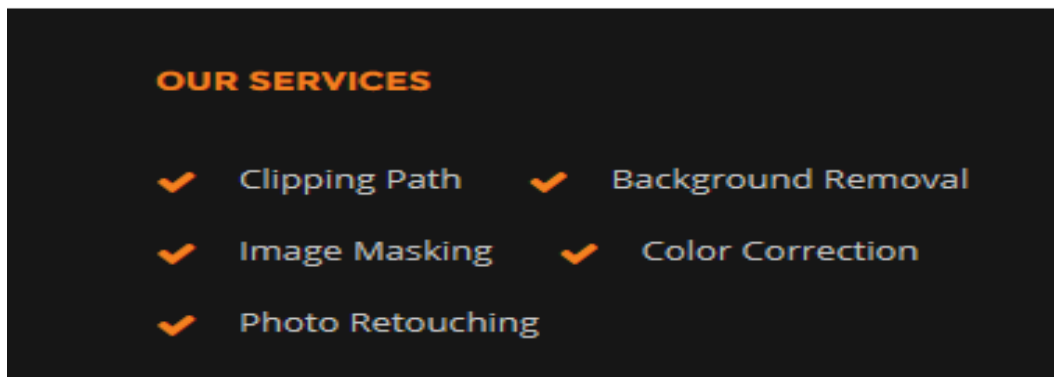 OUR SERVICES
Clipping Path Background Removal
Image Masking Color Correction
Photo Retouching